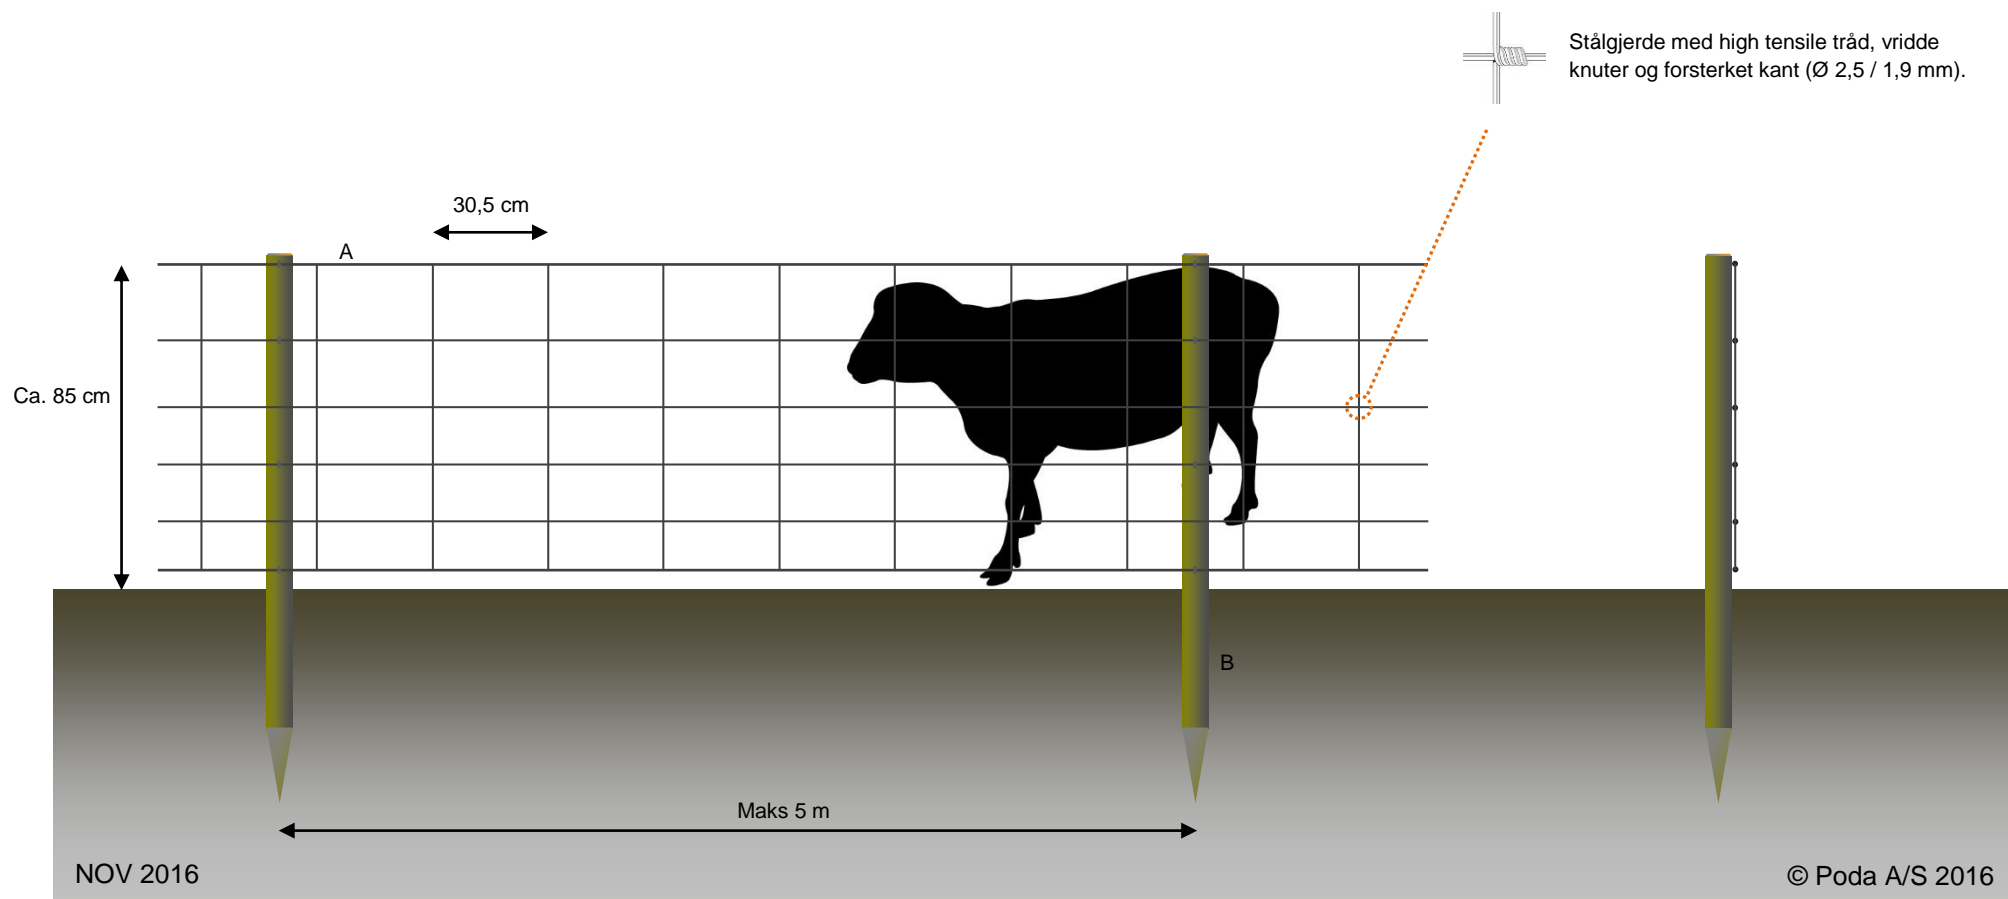 Stålgjerde med high tensile tråd, vridde
knuter og forsterket kant (Ø 2,5 / 1,9 mm).
30,5 cm
A
Ca. 85 cm
B
Maks 5 m
NOV 2016
© Poda A/S 2016